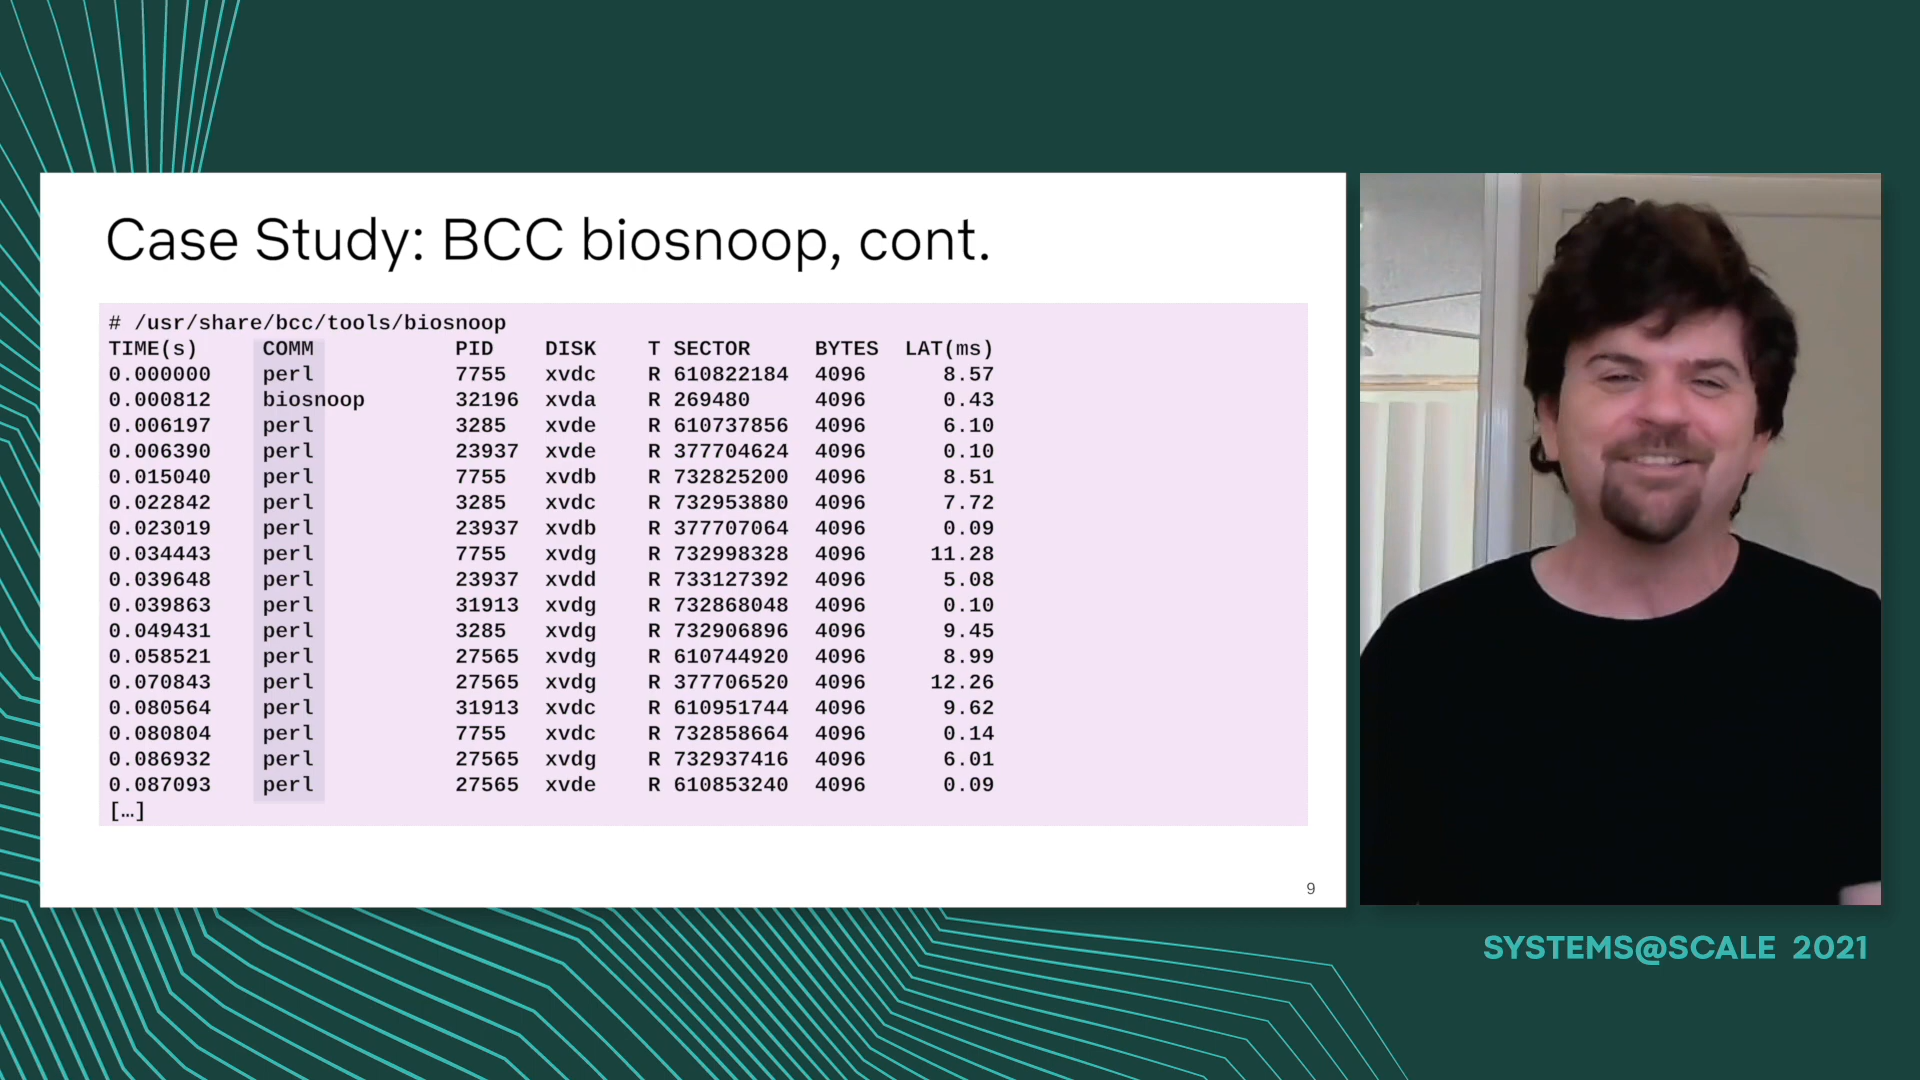 Case Study: BCC biosnoop, cont.
# /usr/share/bcc/tools/biosnoop
TIME(s) COMM PID DISK T SECTOR BYTES LAT(ms)
0.000000 perl 7755 xvdc R 610822184 4096 8.57
0.000812 biosnoop 32196 xvda R 269480 4096 0.43
0.006197 perl 3285 xvde R 610737856 4096 6.10
0.006390 perl 23937 xvde R 377704624 4096 0.10
0.015040 perl 7755 xvdb R 732825200 4096 8.51
0.022842 perl 3285 xvdc R 732953880 4096 7.72
0.023019 perl 23937 xvdb R 377707064 4096 0.09
0.034443 perl 7755 xvdg R 732998328 4096 11.28
0.039648 perl 23937 xvdd R 733127392 4096 5.08
0.039863 perl 31913 xvdg R 732868048 4096 0.10
0.049431 perl 3285 xvdg R 732906896 4096 9.45
0.058521 perl 27565 xvdg R 610744920 4096 8.99
0.070843 perl 27565 xvdg R 377706520 4096 12.26
0.080564 perl 31913 xvdc R 610951744 4096 9.62
0.080804 perl 7755 xvdc R 732858664 4096 0.14
0.086932 perl 27565 xvdg R 732937416 4096 6.01
0.087093 perl 27565 xvde R 610853240 4096 0.09
[…]
9
SYSTEMS@SCALE 2021